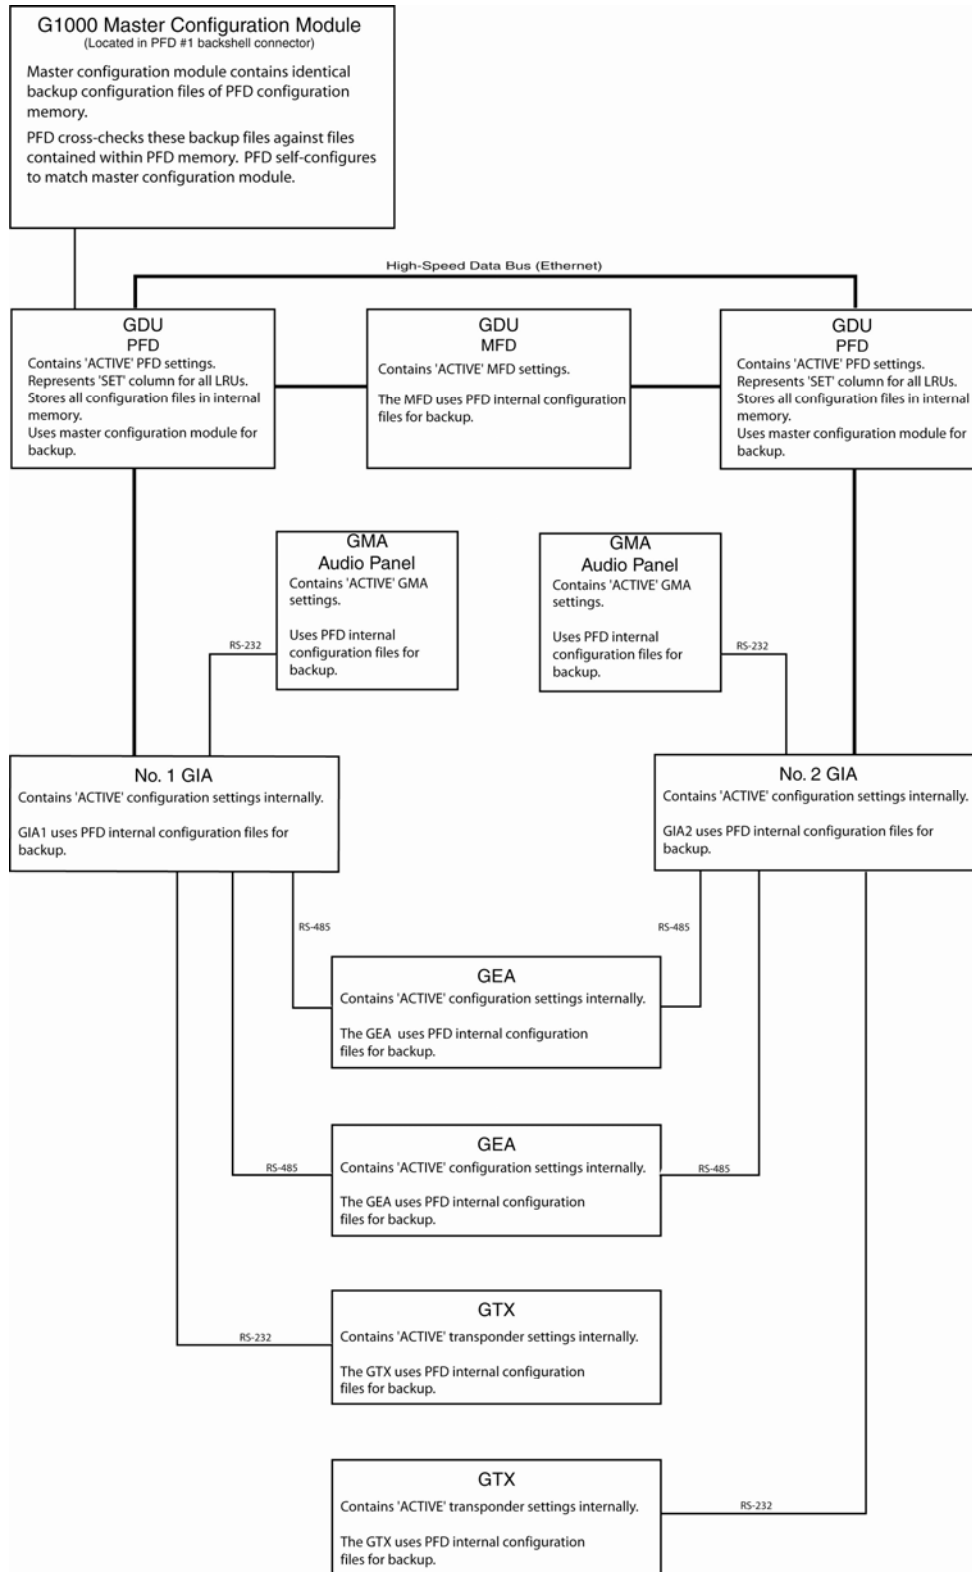 G1000 Master Configuration Module
(Located in PFD #1 backshell connector)
Master configuration module contains identical
backup configuration files of PFD configuration
memory.
PFD cross-checks these backup files against files
contained within PFD memory. PFD self-configures
to match master configuration module.
High-Speed Data Bus (Ethernet)
GDU
PFD
Contains 'ACTIVE' PFD settings.
Represents 'SET' column for all LRUs.
Stores all configuration files in internal
memory.
Uses master configuration module for
backup.
GDU
MFD
Contains 'ACTIVE' MFD settings.
The MFD uses PFD internal configuration
files for backup.
GDU
PFD
Contains 'ACTIVE' PFD settings.
Represents 'SET' column for all LRUs.
Stores all configuration files in internal
memory.
Uses master configuration module for
backup.
GMA
Audio Panel
Contains 'ACTIVE' GMA
settings.
Uses PFD internal
configuration files for
backup.
RS-232
GMA
Audio Panel
Contains 'ACTIVE' GMA
settings.
Uses PFD internal
configuration files for
backup.
RS-232
No. 1 GIA
Contains 'ACTIVE' configuration settings internally.
GIA1 uses PFD internal configuration files for
backup.
No. 2 GIA
Contains 'ACTIVE' configuration settings internally.
GIA2 uses PFD internal configuration files for
backup.
RS-485
RS-485
GEA
Contains 'ACTIVE' configuration settings internally.
The GEA uses PFD internal configuration
files for backup.
GEA
Contains 'ACTIVE' configuration settings internally.
The GEA uses PFD internal configuration
files for backup.
RS-485
RS-485
GTX
Contains 'ACTIVE' transponder settings internally.
The GTX uses PFD internal configuration
files for backup.
RS-232
GTX
Contains 'ACTIVE' transponder settings internally.
The GTX uses PFD internal configuration
files for backup.
RS-232